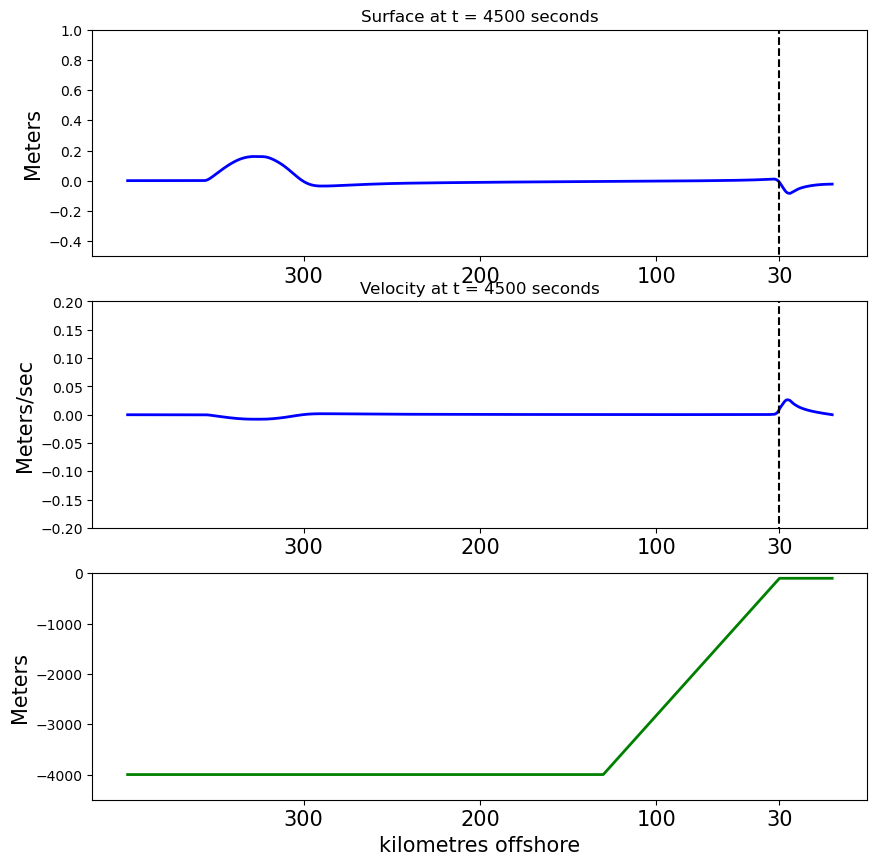 Surface at t = 4500 seconds
1.0
0.8
0.6
0.4
0.2
0.0
−0.2
−0.4
Meters
300 200 100 30
Velocity at t = 4500 seconds
0.20
0.15
0.10
0.05
0.00
−0.05
−0.10
−0.15
−0.20
Meters/sec
300 200 100 30
0
−1000
−2000
−3000
−4000
Meters
300 200 100 30
kilometres offshore